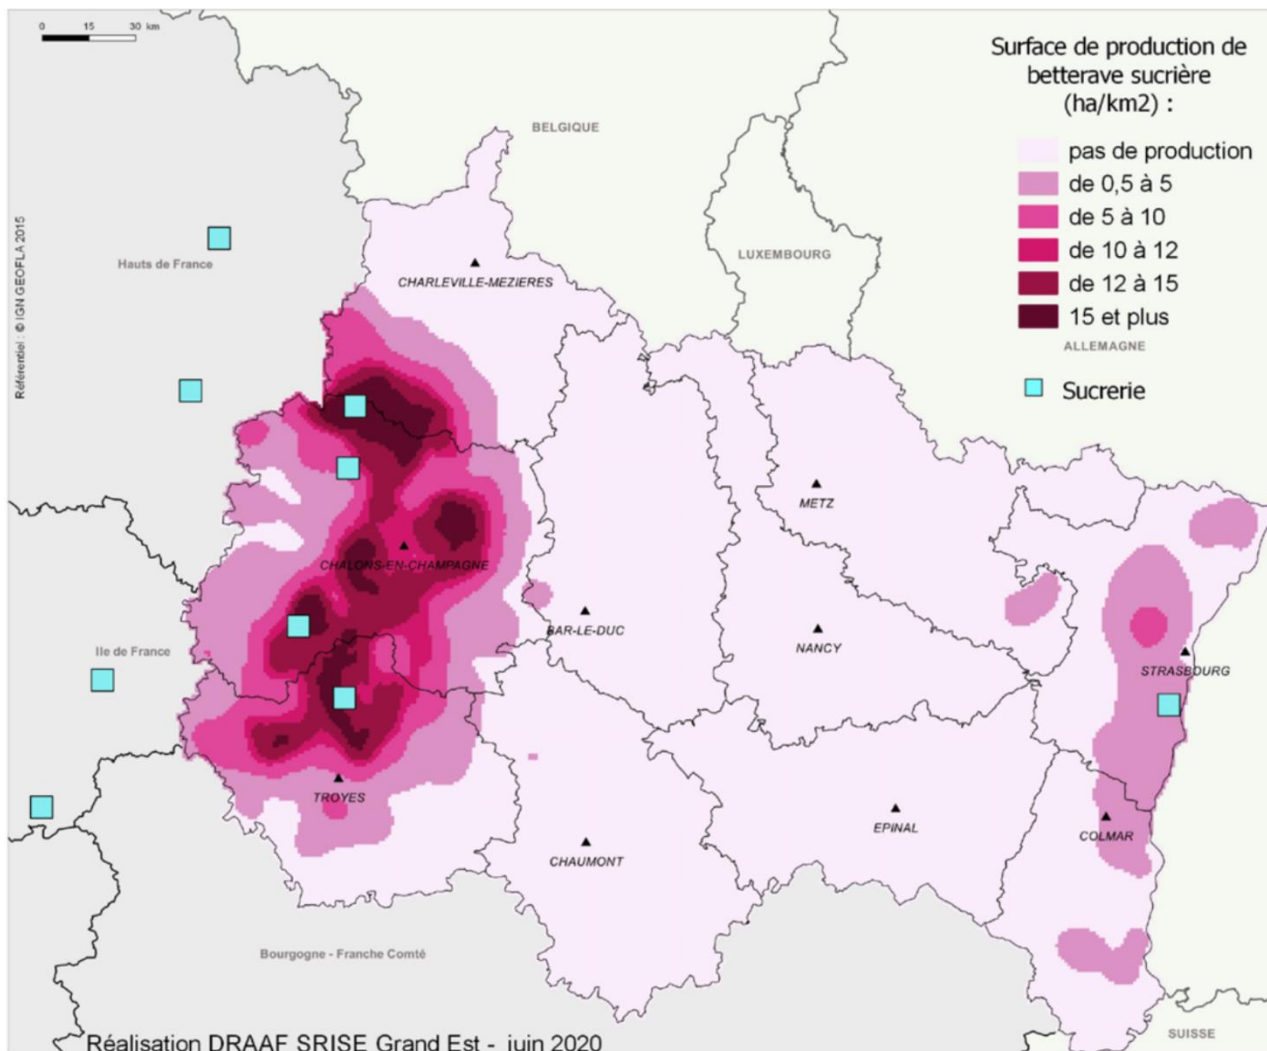 0 15 30 km
Surface de production de
betterave sucrière
(ha/km2) :
pas de production
de 0,5 à 5
de 5 à 10
de 10 à 12
de 12 à 15
15 et plus
ALLEMAGNE
Sucrerie
BELGIQUE
LUXEMBOURG
Référentiel : © IGN GEOFLA 2015
Hauts de France
CHARLEVILLE-MEZIERES
METZ
CHALONS-EN-CHAMPAGNE
BAR-LE-DUC
NANCY
Ile de France
STRASBOURG
TROYES
EPINAL
COLMAR
CHAUMONT
Bourgogne - Franche Comté
SUISSE
Réalisation DRAAF SRISE Grand Est - juin 2020